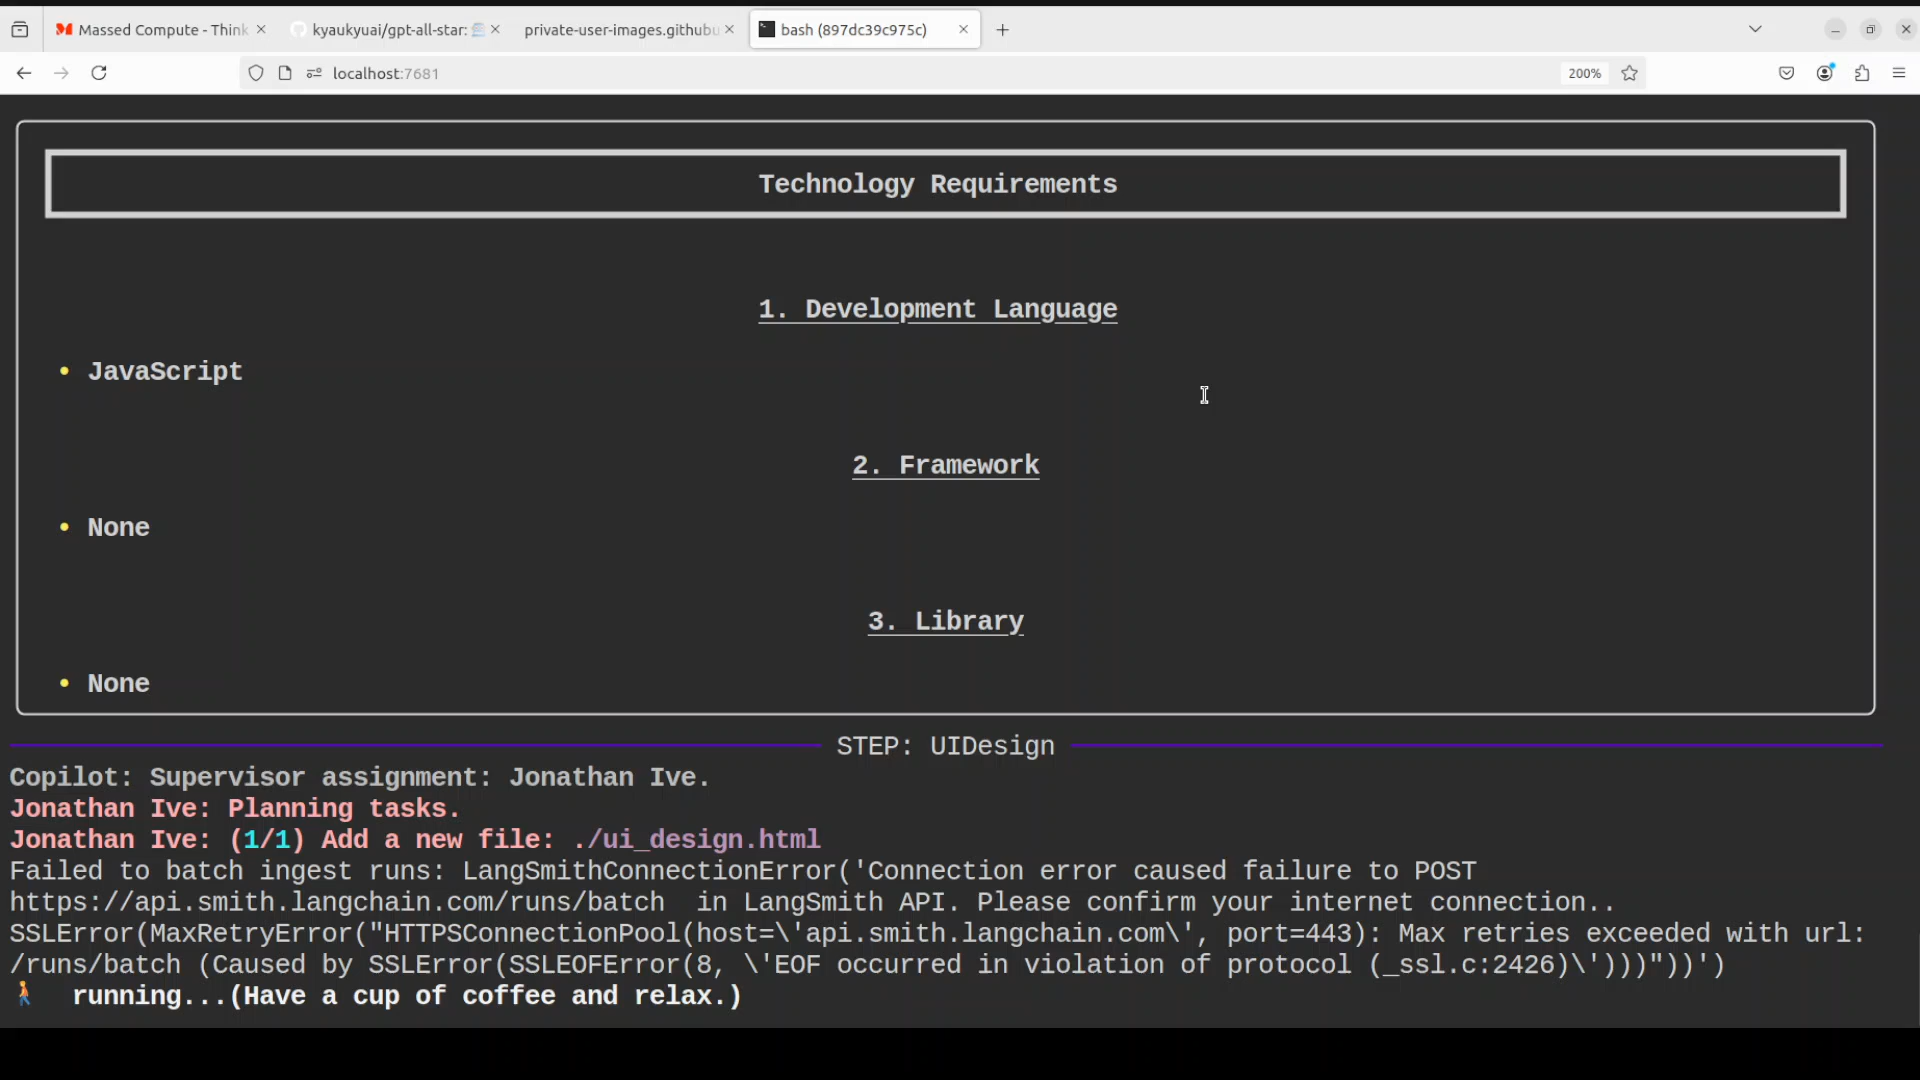 Massed Compute - Think
kyaukyuai/gpt-all-star:
private-user-images.githubu
bash (897dc39c975c)
localhost:7681
200%
Technology Requirements
1. Development Language
• JavaScript
2. Framework
• None
3. Library
• None
STEP: UIDesign
Copilot: Supervisor assignment: Jonathan Ive.
Jonathan Ive: Planning tasks.
Jonathan Ive: (1/1) Add a new file: ./ui_design.html
Failed to batch ingest runs: LangSmithConnectionError('Connection error caused failure to POST
https://api.smith.langchain.com/runs/batch  in LangSmith API. Please confirm your internet connection..
SSLError(MaxRetryError("HTTPSConnectionPool(host=\'api.smith.langchain.com\', port=443): Max retries exceeded with url:
/runs/batch (Caused by SSLError(SSLEOFError(8, \'EOF occurred in violation of protocol (_ssl.c:2426)\')))"))')
running...(Have a cup of coffee and relax.)